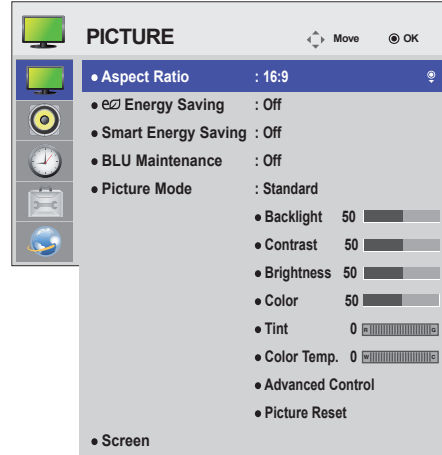 PICTURE Move OK
• Aspect Ratio : 16:9
• Energy Saving : Off
• Smart Energy Saving : Off
• BLU Maintenance : Off
• Picture Mode : Standard
• Backlight 50
• Contrast 50
• Brightness 50
• Color 50
• Tint 0 R G
• Color Temp. 0 W C
• Advanced Control
• Picture Reset
• Screen